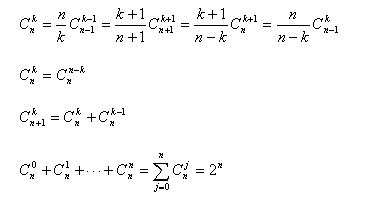 C_n^k = \frac{n}{k} C_{n-1}^{k-1} = \frac{k+1}{n+1} C_{n+1}^{k+1} = \frac{k+1}{n-k} C_n^{k+1} = \frac{n}{n-k} C_{n-1}^k
C_n^k = C_n^{n-k}
C_{n+1}^k = C_n^k + C_n^{k-1}
C_n^0 + C_n^1 + \cdots + C_n^n = \sum_{j=0}^{n} C_n^j = 2^n